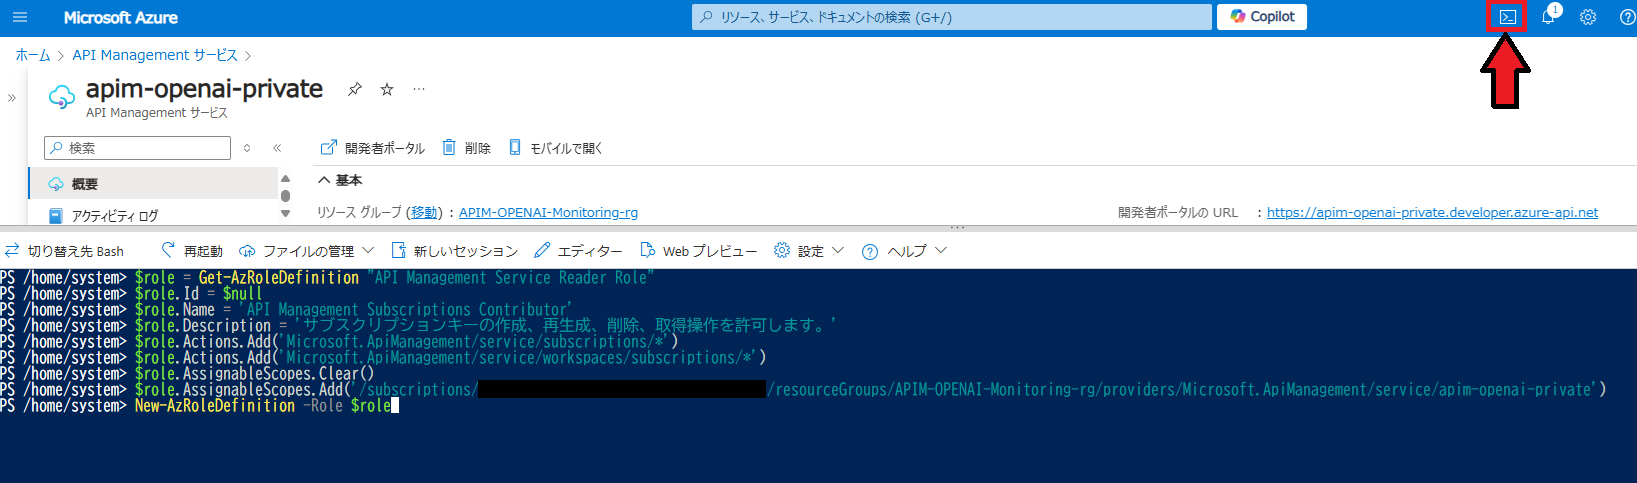 Microsoft Azure
リソース、サービス、ドキュメントの検索 (G+/)
Copilot
1
ホーム > API Management サービス >
apim-openai-private
API Management サービス
検索
開発者ポータル 削除 モバイルで開く
概要
基本
アクティビティ ログ
リソース グループ (移動) : APIM-OPENAI-Monitoring-rg
開発者ポータルの URL : https://apim-openai-private.developer.azure-api.net
切り替え先 Bash 再起動 ファイルの管理 新しいセッション エディター Web プレビュー 設定 ヘルプ
PS /home/system> $role = Get-AzRoleDefinition "API Management Service Reader Role"
PS /home/system> $role.Id = $null
PS /home/system> $role.Name = 'API Management Subscriptions Contributor'
PS /home/system> $role.Description = 'サブスクリプションキーの作成、再生成、削除、取得操作を許可します。'
PS /home/system> $role.Actions.Add('Microsoft.ApiManagement/service/subscriptions/*')
PS /home/system> $role.Actions.Add('Microsoft.ApiManagement/service/workspaces/subscriptions/*')
PS /home/system> $role.AssignableScopes.Clear()
PS /home/system> $role.AssignableScopes.Add('/subscriptions/ /resourceGroups/APIM-OPENAI-Monitoring-rg/providers/Microsoft.ApiManagement/service/apim-openai-private')
PS /home/system> New-AzRoleDefinition -Role $role